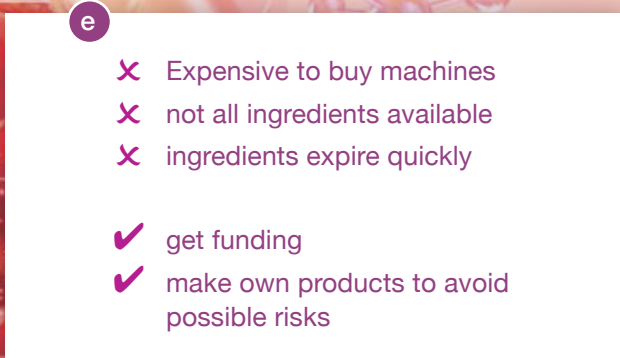 e
✗ Expensive to buy machines
✗ not all ingredients available
✗ ingredients expire quickly
✔ get funding
✔ make own products to avoid
possible risks